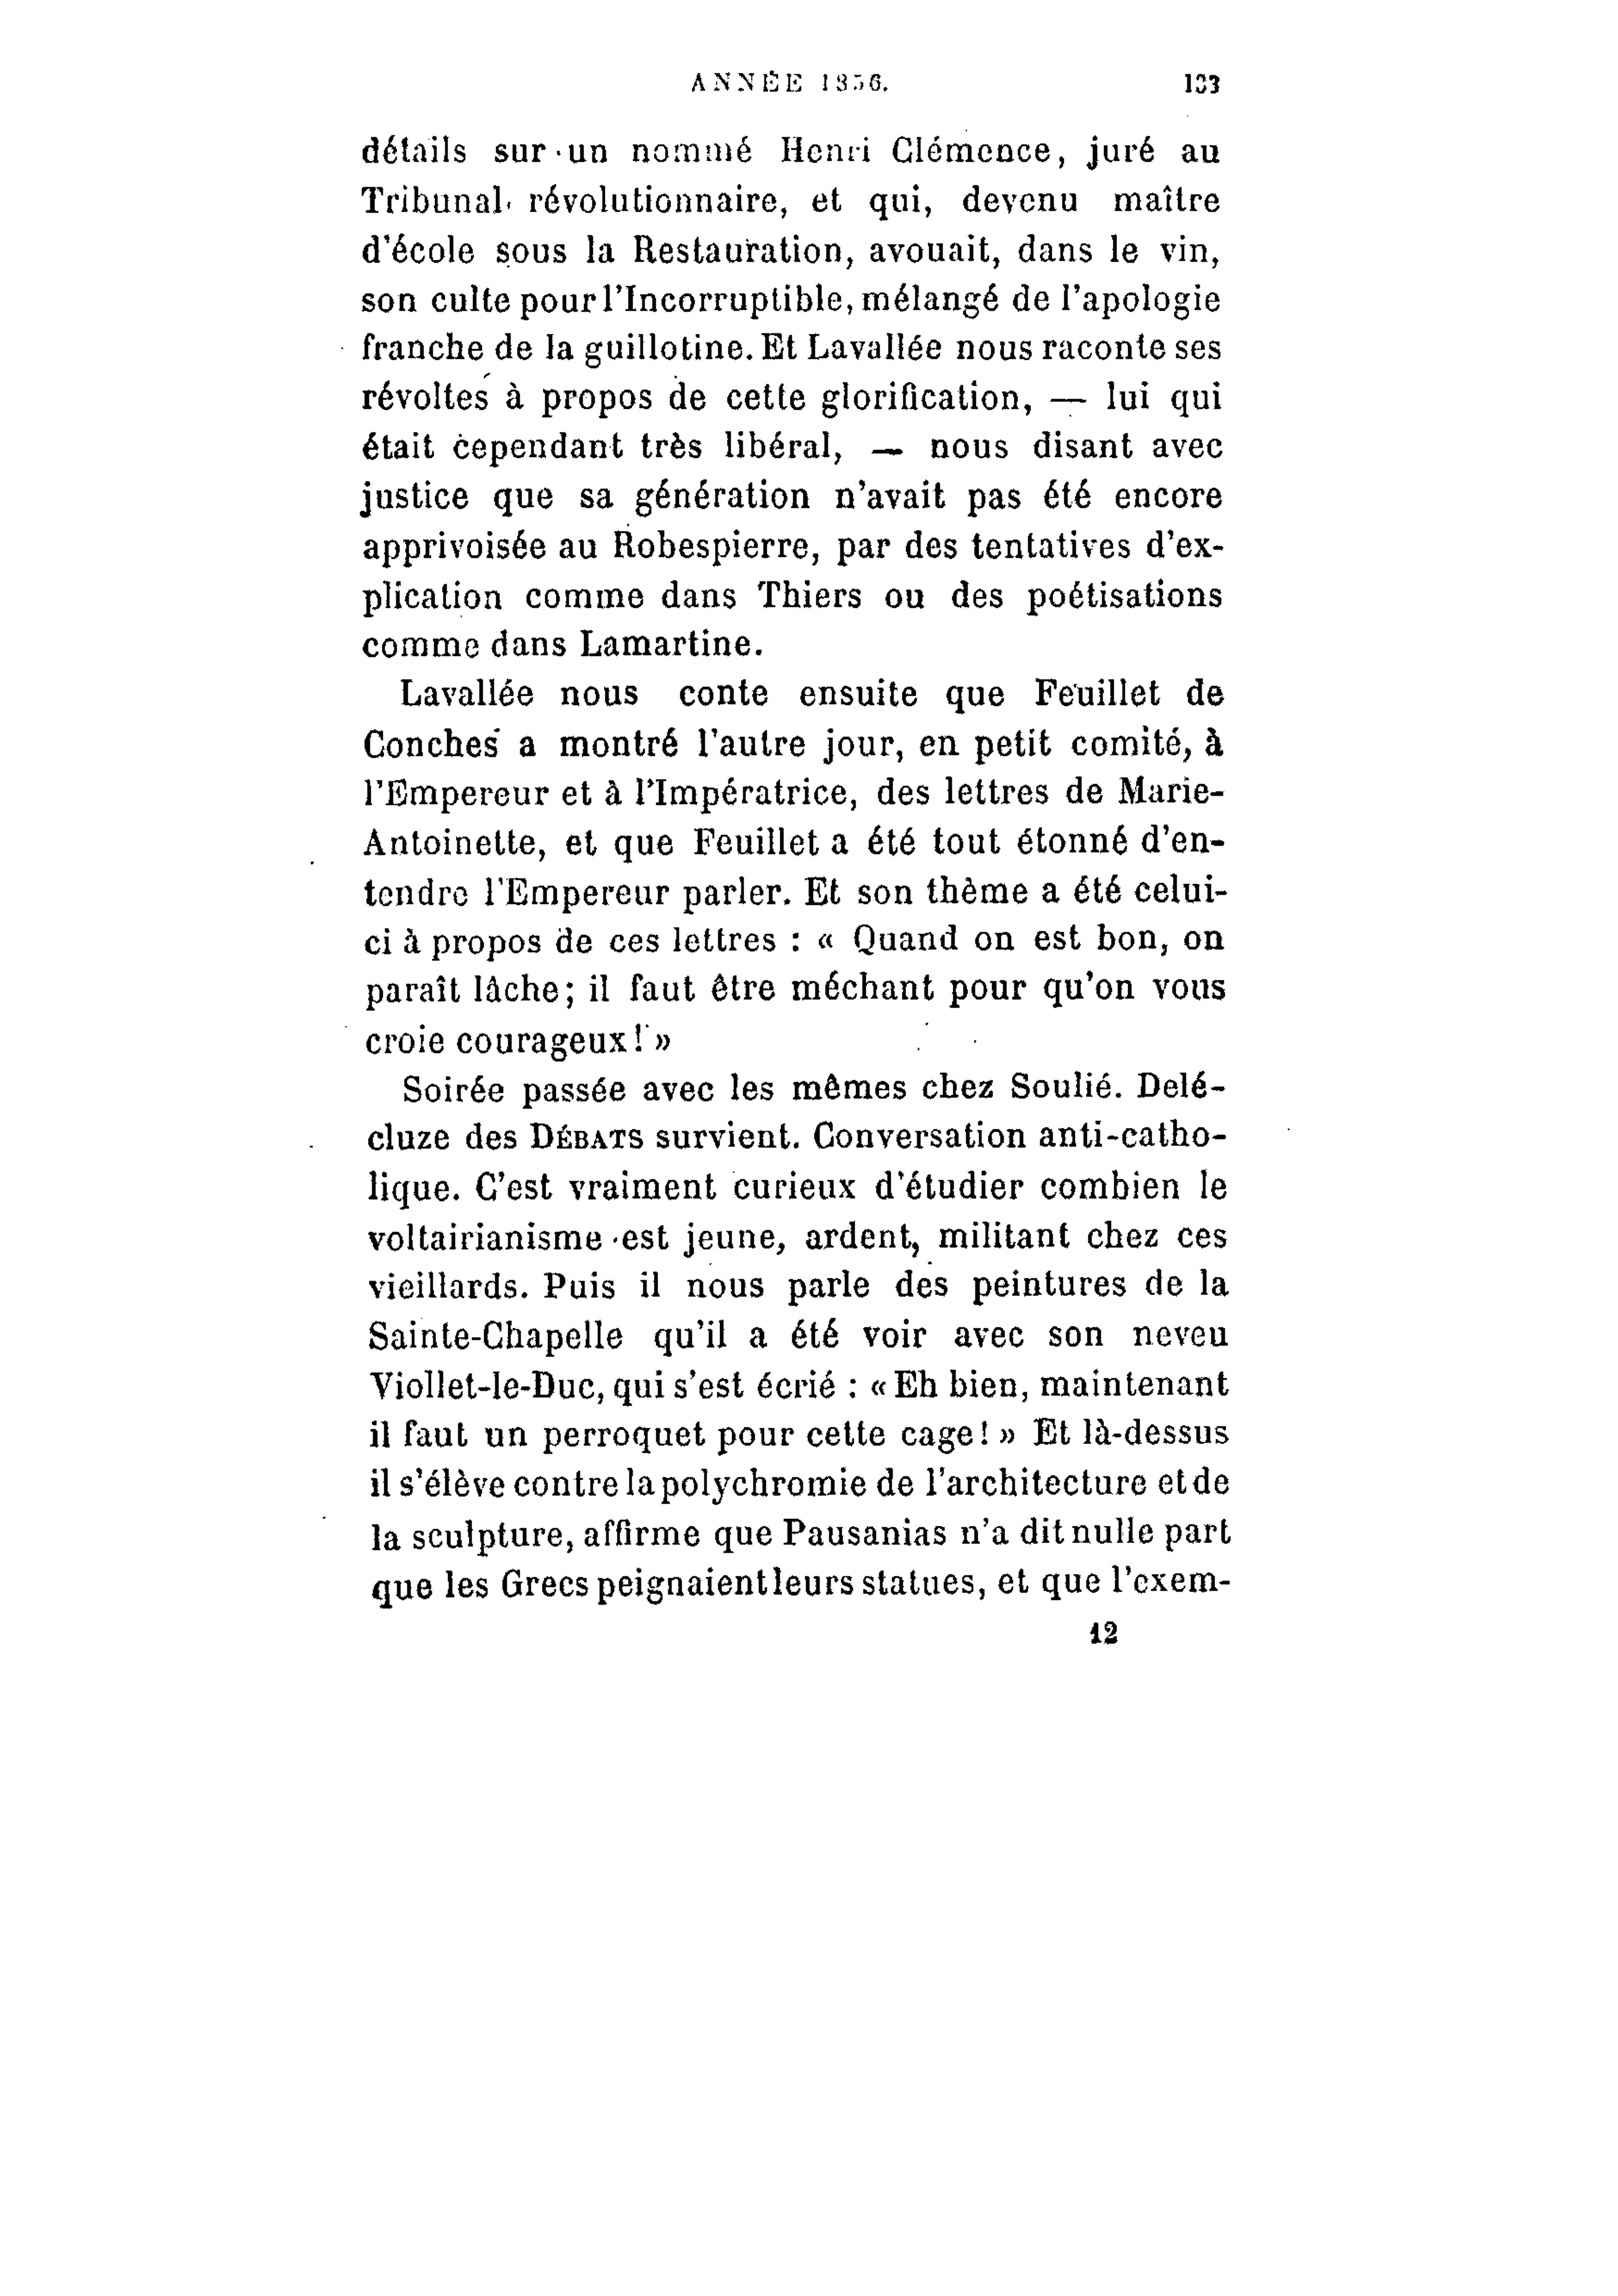 ANNÉE 1856. 133
détails sur un nommé Henri Clémence, juré au
Tribunal révolutionnaire, et qui, devenu maître
d'école sous la Restauration, avouait, dans le vin,
son culte pour l'Incorruptible, mélangé de l'apologie
franche de la guillotine. Et Lavallée nous raconte ses
révoltes à propos de cette glorification, — lui qui
était cependant très libéral, — nous disant avec
justice que sa génération n'avait pas été encore
apprivoisée au Robespierre, par des tentatives d'ex-
plication comme dans Thiers ou des poétisations
comme dans Lamartine.
Lavallée nous conte ensuite que Feuillet de
Conches a montré l'autre jour, en petit comité, à
l'Empereur et à l'Impératrice, des lettres de Marie-
Antoinette, et que Feuillet a été tout étonné d'en-
tendre l'Empereur parler. Et son thème a été celui-
ci à propos de ces lettres : « Quand on est bon, on
paraît lâche; il faut être méchant pour qu'on vous
croie courageux! »
Soirée passée avec les mêmes chez Soulié. Delé-
cluze des DÉBATS survient. Conversation anti-catho-
lique. C'est vraiment curieux d'étudier combien le
voltairianisme est jeune, ardent, militant chez ces
vieillards. Puis il nous parle des peintures de la
Sainte-Chapelle qu'il a été voir avec son neveu
Viollet-le-Duc, qui s'est écrié : « Eh bien, maintenant
il faut un perroquet pour cette cage! » Et là-dessus
il s'élève contre la polychromie de l'architecture et de
la sculpture, affirme que Pausanias n'a dit nulle part
que les Grecs peignaient leurs statues, et que l'exem-
12